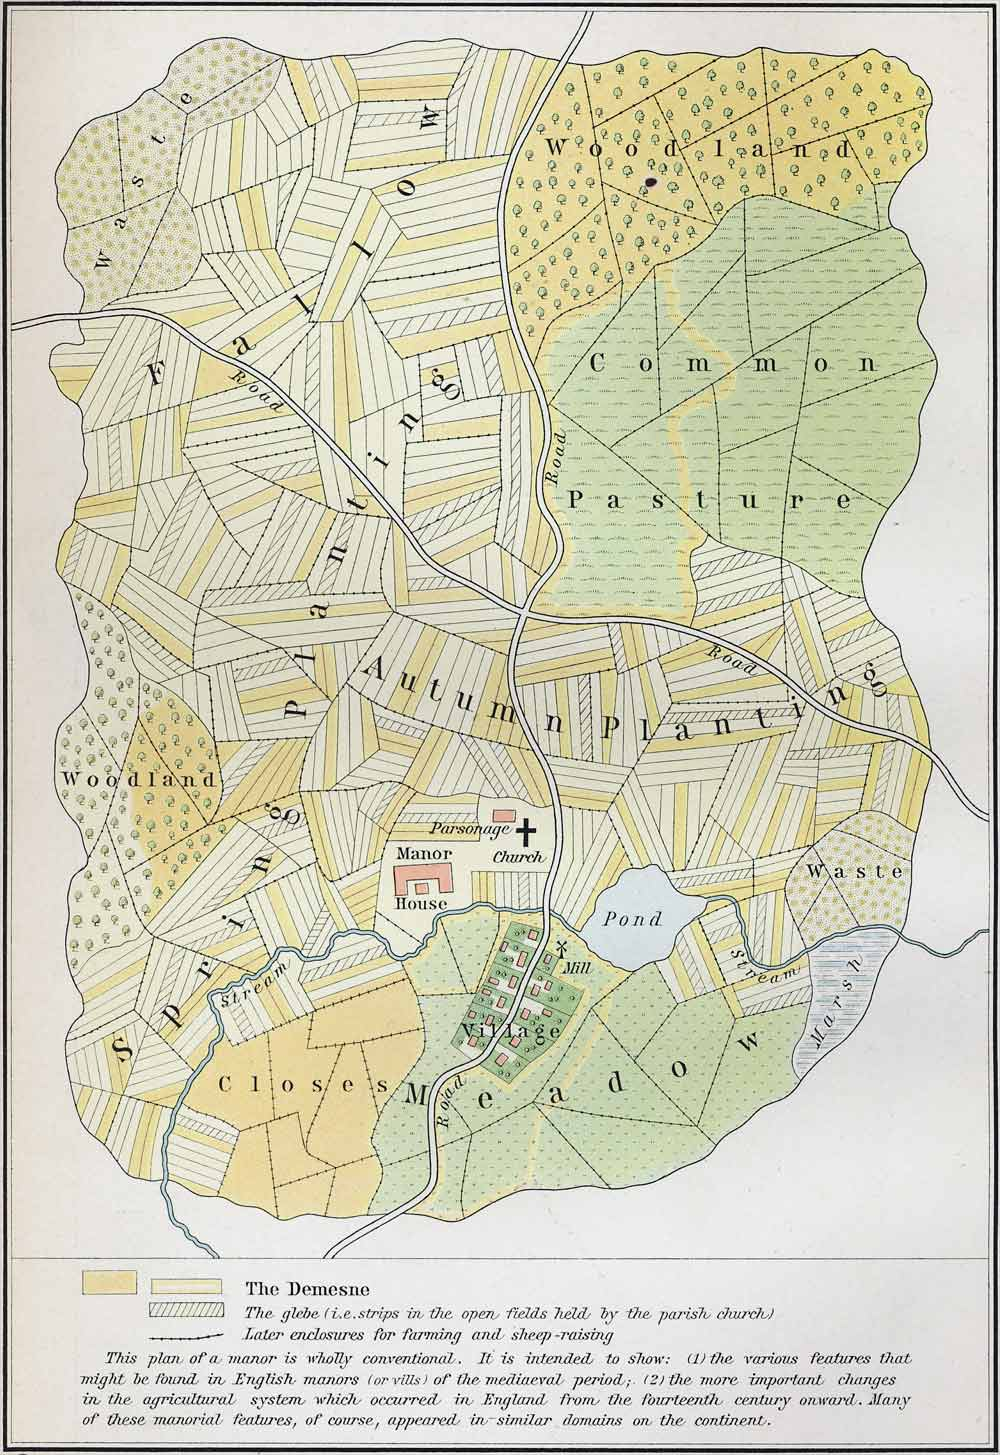 Waste
Woodland
Fallow
Road
Common
Road
Pasture
Spring Planting
Autumn Planting
Road
Woodland
Parsonage
Church
Manor
House
Waste
Pond
Stream
Stream
Mill
Marsh
Village
Closes
Meadow
Road
The Demesne
The glebe (i.e. strips in the open fields held by the parish church)
Later enclosures for farming and sheep-raising
This plan of a manor is wholly conventional. It is intended to show: (1) the various features that
might be found in English manors (or vills) of the mediaeval period; (2) the more important changes
in the agricultural system which occurred in England from the fourteenth century onward. Many
of these manorial features, of course, appeared in similar domains on the continent.